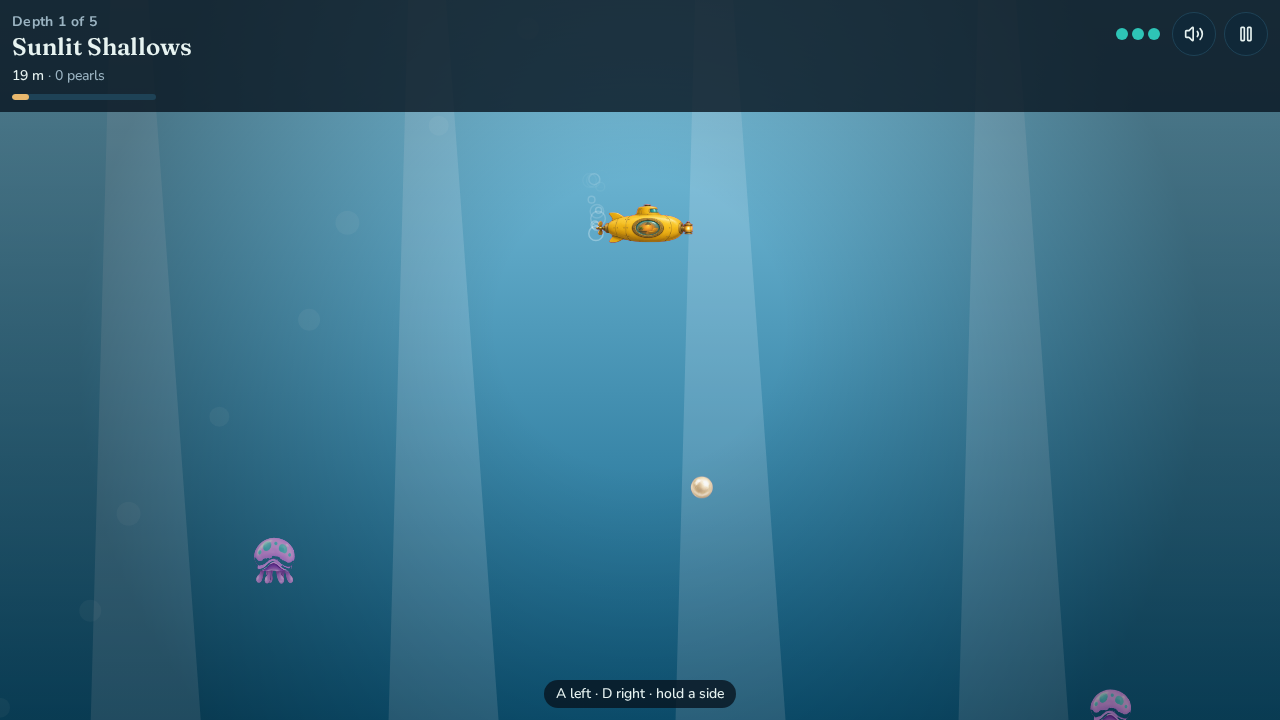 Depth 1 of 5
Sunlit Shallows
19 m · 0 pearls
A left · D right · hold a side